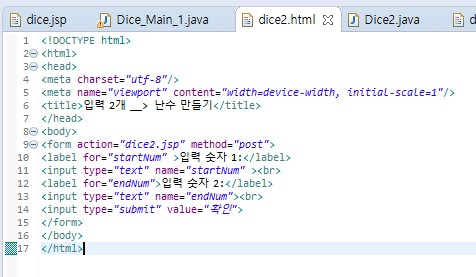 dice.jsp Dice_Main_1.java dice2.html Dice2.java
1 <!DOCTYPE html>
2 <html>
3 <head>
4 <meta charset="utf-8"/>
5 <meta name="viewport" content="width=device-width, initial-scale=1"/>
6 <title>입력 2개 __> 난수 만들기</title>
7 </head>
8 <body>
9 <form action="dice2.jsp" method="post">
10 <label for="startNum" >입력 숫자 1:</label>
11 <input type="text" name="startNum" ><br>
12 <label for="endNum">입력 숫자 2:</label>
13 <input type="text" name="endNum"><br>
14 <input type="submit" value="확인">
15 </form>
16 </body>
17 </html>